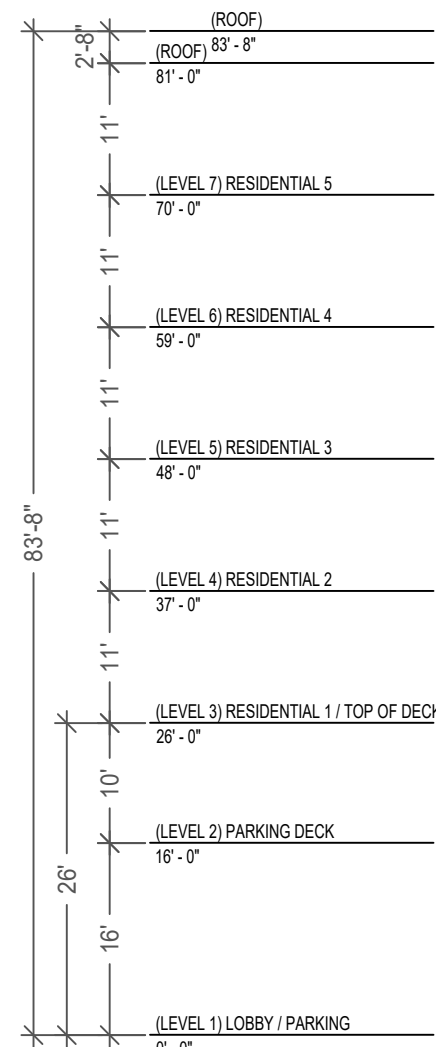 (ROOF)
83' - 8"
2'-8"
(ROOF)
81' - 0"
11'
(LEVEL 7) RESIDENTIAL 5
70' - 0"
11'
(LEVEL 6) RESIDENTIAL 4
59' - 0"
11'
(LEVEL 5) RESIDENTIAL 3
48' - 0"
83'-8"
11'
(LEVEL 4) RESIDENTIAL 2
37' - 0"
11'
(LEVEL 3) RESIDENTIAL 1 / TOP OF DECK
26' - 0"
10'
(LEVEL 2) PARKING DECK
16' - 0"
26'
16'
(LEVEL 1) LOBBY / PARKING
0' - 0"